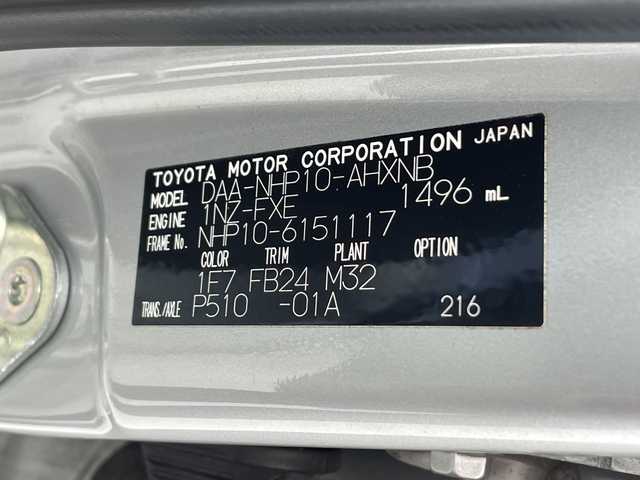 TOYOTA MOTOR CORPORATION JAPAN
MODEL DAA-NHP10-AHXNB
ENGINE 1NZ-FXE 1496 mL
FRAME No. NHP10-6151117
COLOR TRIM PLANT OPTION
1F7 FB24 M32
TRANS./AXLE P510 -01A 216